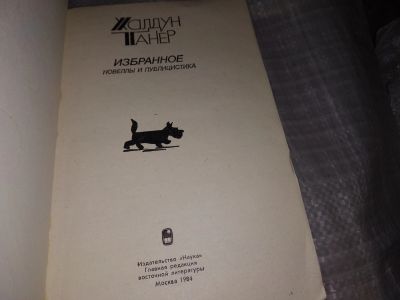 Халдун
Танер
ИЗБРАННОЕ
НОВЕЛЛЫ И ПУБЛИЦИСТИКА
Издательство «Наука»
Главная редакция
восточной литературы
Москва 1984